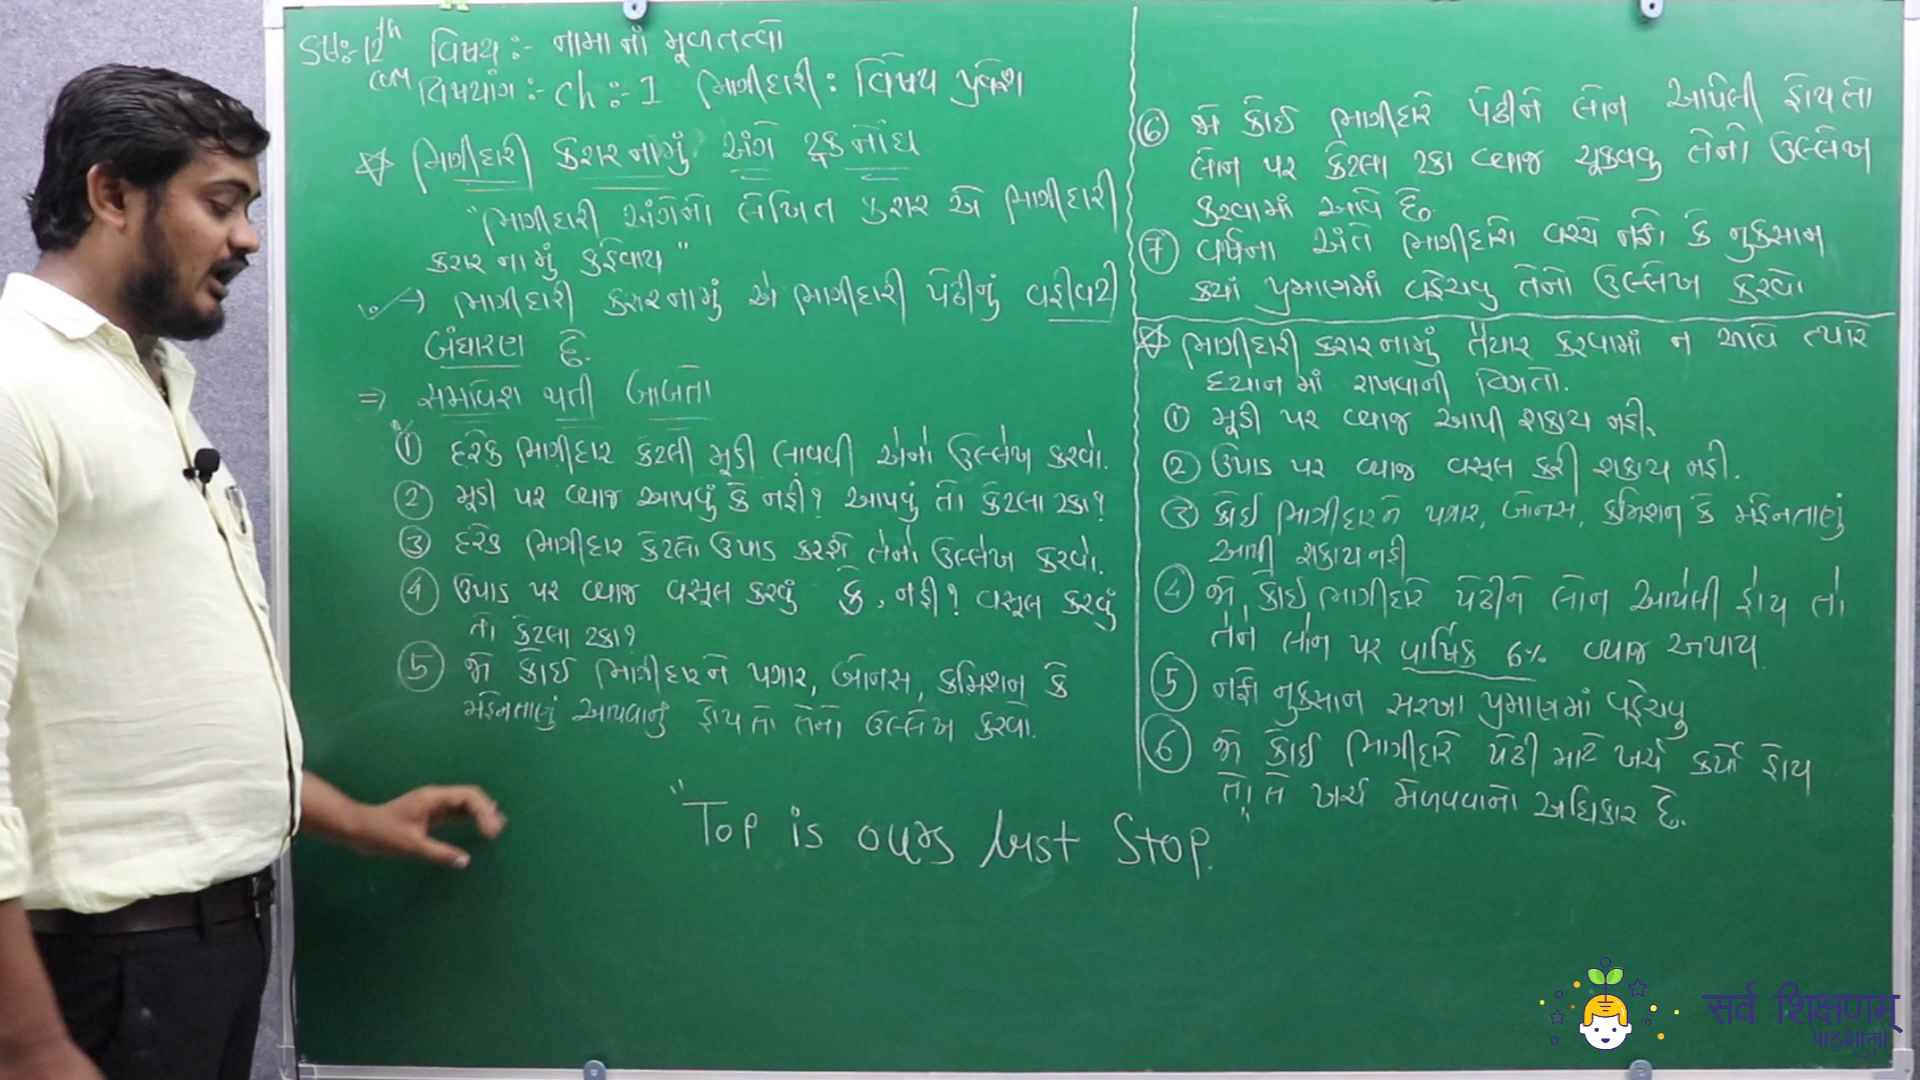 Std:-12th વિષય :- નામાનાં મૂળતત્વો
com વિષયાંગ :- ch:-1 ભાગીદારી : વિષય પ્રવેશ
ભાગીદારી કરારનામું અંગે ટૂંક નોંધ
"ભાગીદારી અંગેનો લેખિત કરાર એ ભાગીદારી
કરારનામું કહેવાય"
→ ભાગીદારી કરારનામું એ ભાગીદારી પેઢીનું વહીવટી
બંધારણ છે.
⇒ સમાવેશ થતી બાબતો
① દરેક ભાગીદાર કેટલી મૂડી લાવવી એનો ઉલ્લેખ કરવો.
② મૂડી પર વ્યાજ આપવું કે નહી? આપવું તો કેટલા ટકા?
③ દરેક ભાગીદાર કેટલો ઉપાડ કરશે તેનો ઉલ્લેખ કરવો.
④ ઉપાડ પર વ્યાજ વસૂલ કરવું કે, નહી? વસૂલ કરવું
તો કેટલા ટકા?
⑤ જો કોઈ ભાગીદારને પગાર, બોનસ, કમિશન કે
મહેનતાણું આપવાનું હોય તો તેનો ઉલ્લેખ કરવો.
⑥ જો કોઈ ભાગીદારે પેઢીને લોન આપેલી હોય તો
લોન પર કેટલા ટકા વ્યાજ ચૂકવવુ તેનો ઉલ્લેખ
કરવામાં આવે છે.
⑦ વર્ષના અંતે ભાગીદારો વચ્ચે નફો કે નુકસાન
ક્યાં પ્રમાણમાં વહેચવુ તેનો ઉલ્લેખ કરવો
ભાગીદારી કરારનામું તૈયાર કરવામાં ન આવે ત્યારે
ધ્યાનમાં રાખવાની વિગતો.
① મૂડી પર વ્યાજ આપી શકાય નહી.
② ઉપાડ પર વ્યાજ વસૂલ કરી શકાય નહી.
③ કોઈ ભાગીદારને પગાર, બોનસ, કમિશન કે મહેનતાણું
આપી શકાય નહી
④ જો, કોઈ ભાગીદારે પેઢીને લોન આપેલી હોય તો
તેને લોન પર વાર્ષિક 6% વ્યાજ અપાય.
⑤ નફો નુકસાન સરખા પ્રમાણમાં વહેચવુ
⑥ જો કોઈ ભાગીદારે પેઢી માટે ખર્ચ કર્યો હોય
તો તે ખર્ચ મેળવવાનો અધિકાર છે.
"Top is ours last Stop."
सर्व शिक्षणम्
पाठशाला